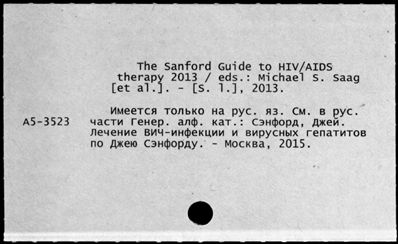 The Sanford Guide to HIV/AIDS
therapy 2013 / eds.: Michael S. Saag
[et al.]. - [S. l.], 2013.
Имеется только на рус. яз. См. в рус.
A5-3523 части Генер. алф. кат.: Сэнфорд, Джей.
Лечение ВИЧ-инфекции и вирусных гепатитов
по Джею Сэнфорду. - Москва, 2015.